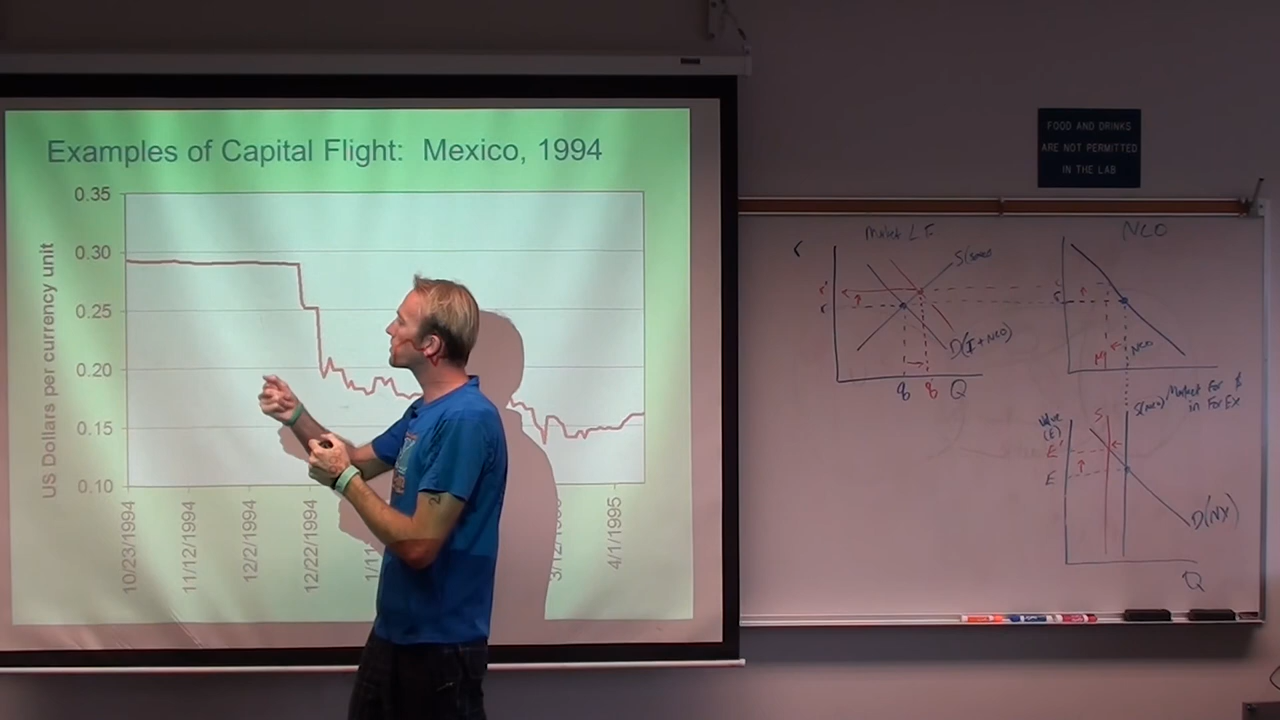 Examples of Capital Flight: Mexico, 1994
US Dollars per currency unit
0.35
0.30
0.25
0.20
0.15
0.10
10/23/1994
11/12/1994
12/2/1994
12/22/1994
4/1/1995
FOOD AND DRINKS
ARE NOT PERMITTED
IN THE LAB
Market LF
r
r'
r
D(I+NCO)
q q Q
NCO
NCO
Market for $
in For Ex
S(NCO)
Value
(E)
S
E'
E
D(NX)
Q